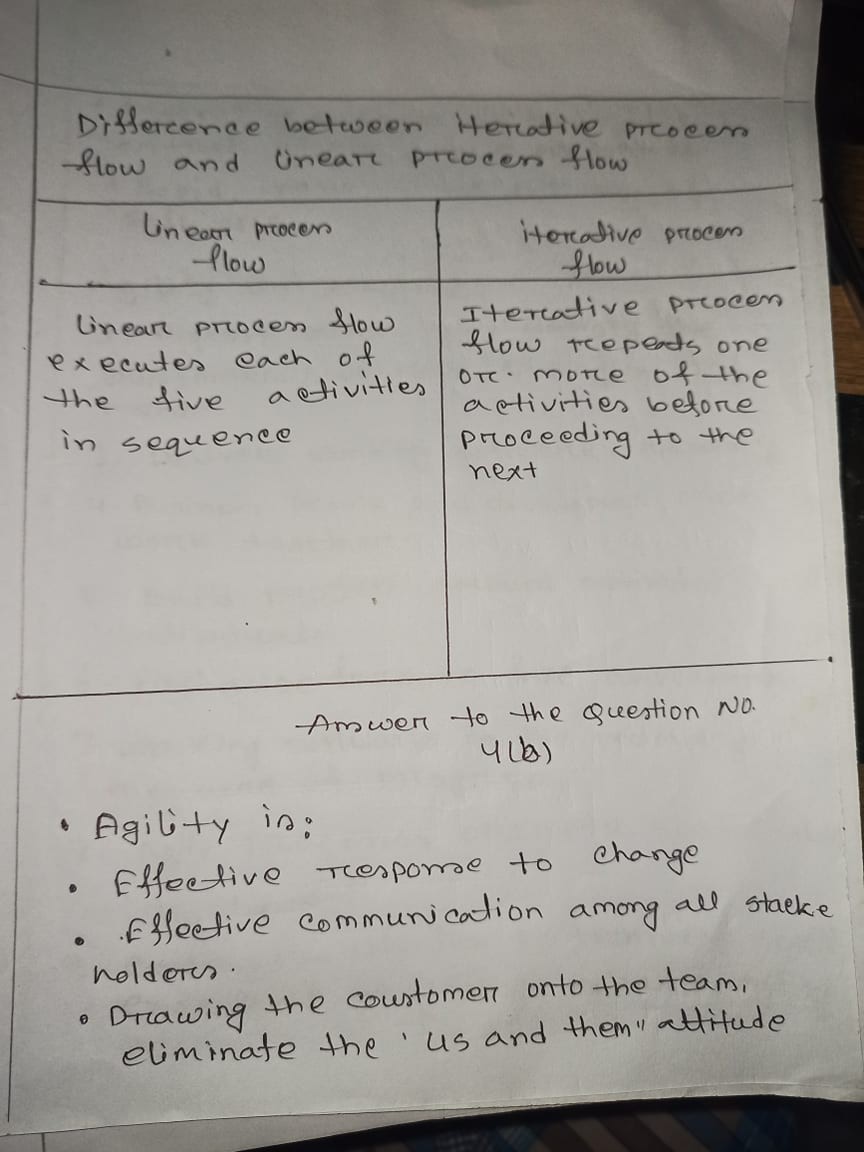 Difference between iterative process
flow and linear process flow
linear process
flow
iterative process
flow
linear process flow
executes each of
the five activities
in sequence
Iterative process
flow repeats one
or more of the
activities before
proceeding to the
next
Answer to the Question No.
4(b)
• Agility is:
• Effective response to change
• Effective communication among all stacke
holders.
• Drawing the coustomer onto the team,
eliminate the 'us and them" attitude